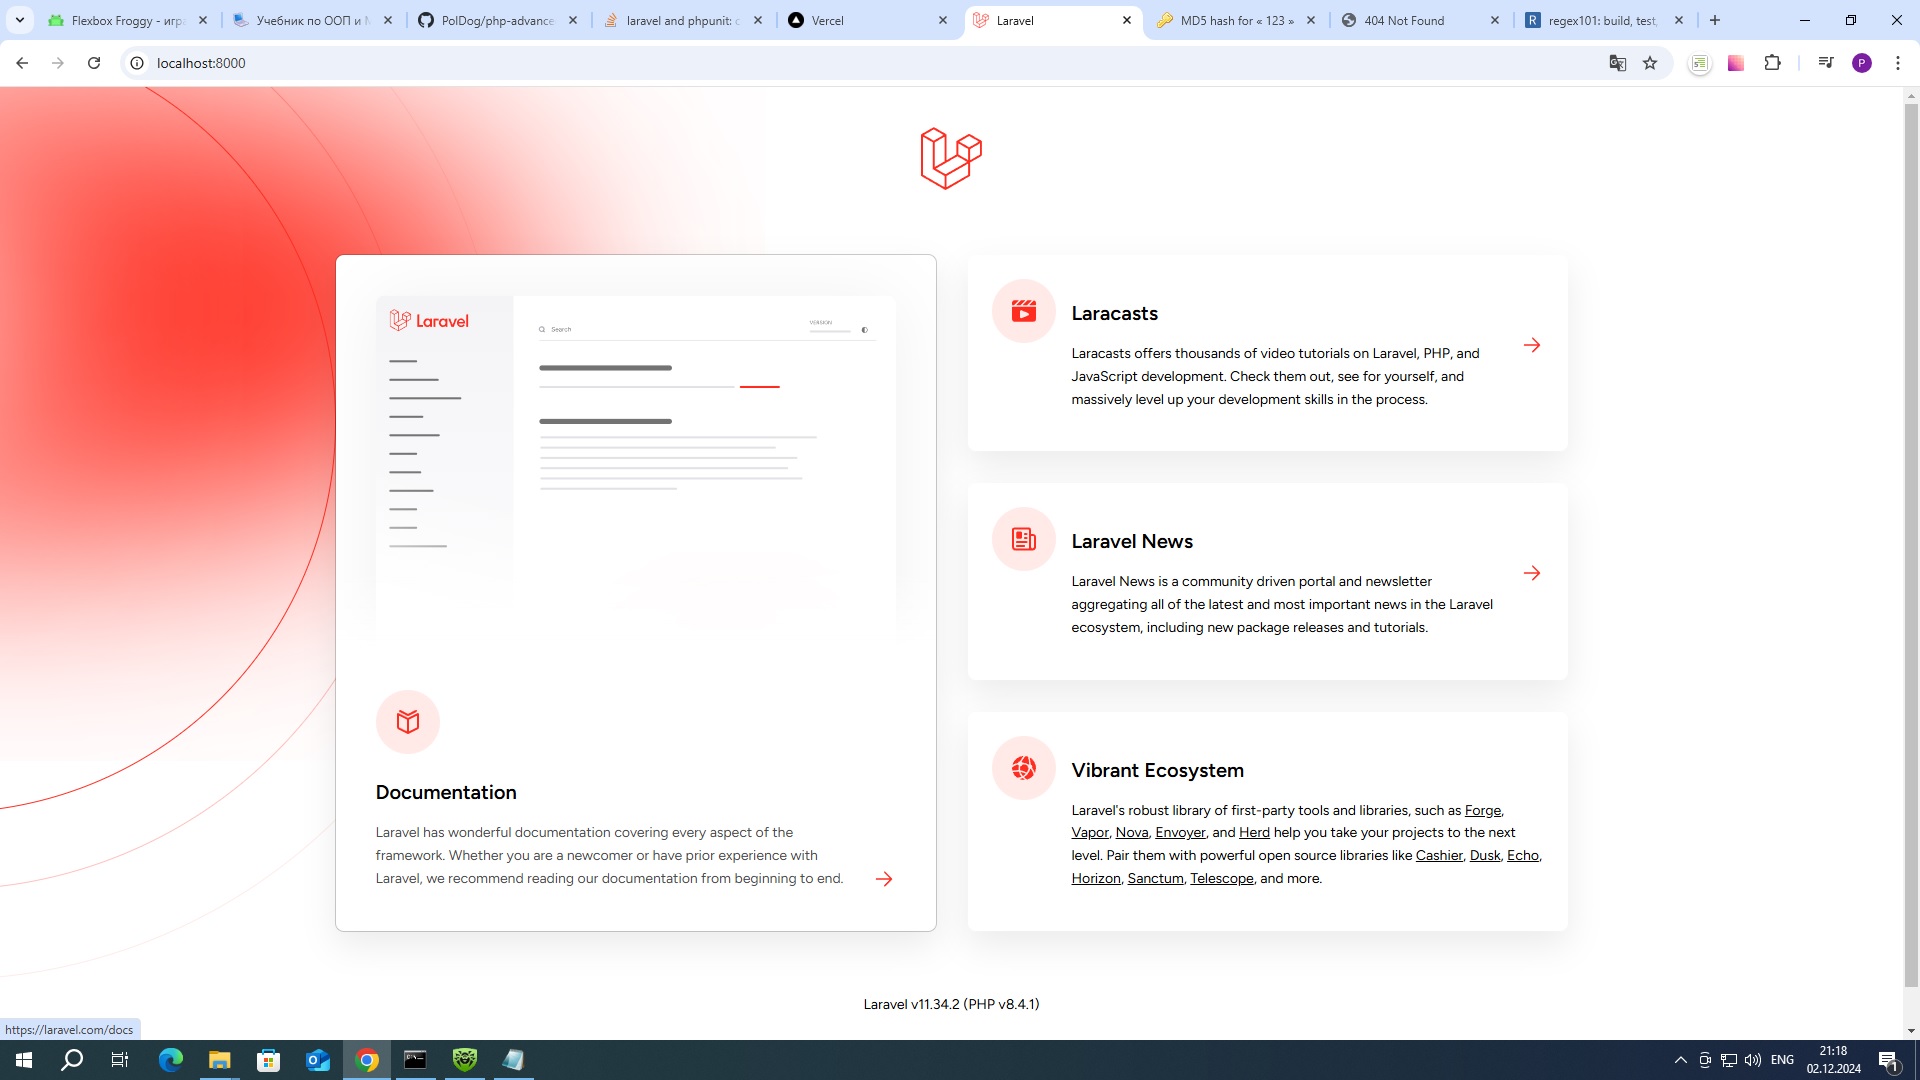 Flexbox Froggy - игра
Учебник по ООП и
PolDog/php-advance
laravel and phpunit: c
Vercel
Laravel
MD5 hash for « 123 »
404 Not Found
regex101: build, test,
localhost:8000
P
Laravel
Search
VERSION
Documentation
Laravel has wonderful documentation covering every aspect of the
framework. Whether you are a newcomer or have prior experience with
Laravel, we recommend reading our documentation from beginning to end.
Laracasts
Laracasts offers thousands of video tutorials on Laravel, PHP, and
JavaScript development. Check them out, see for yourself, and
massively level up your development skills in the process.
Laravel News
Laravel News is a community driven portal and newsletter
aggregating all of the latest and most important news in the Laravel
ecosystem, including new package releases and tutorials.
Vibrant Ecosystem
Laravel's robust library of first-party tools and libraries, such as Forge,
Vapor, Nova, Envoyer, and Herd help you take your projects to the next
level. Pair them with powerful open source libraries like Cashier, Dusk, Echo,
Horizon, Sanctum, Telescope, and more.
Laravel v11.34.2 (PHP v8.4.1)
https://laravel.com/docs
ENG
21:18
02.12.2024
1